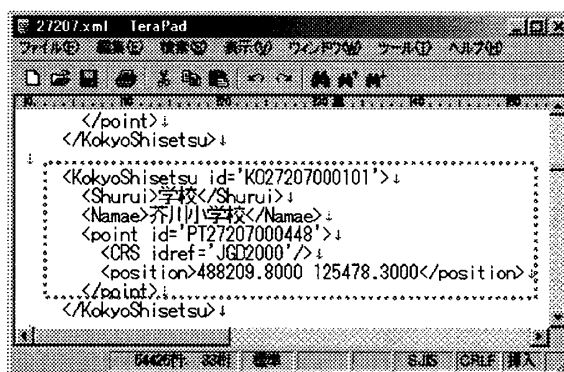 27207.xml TeraPad
ファイル(F) 編集(E) 検索(S) 表示(V) ウィンドウ(W) ツール(T) ヘルプ(H)
</point>↓
</KokyoShisetsu>↓
↓
<KokyoShisetsu id='KO27207000101'>↓
<Shurui>学校</Shurui>↓
<Namae>芥川小学校</Namae>↓
<point id='PT27207000448'>↓
<CRS idref='JGD2000'/>↓
<position>488209.8000 125478.3000</position>↓
</point>↓
</KokyoShisetsu>↓
標準 SJIS CRLF 挿入